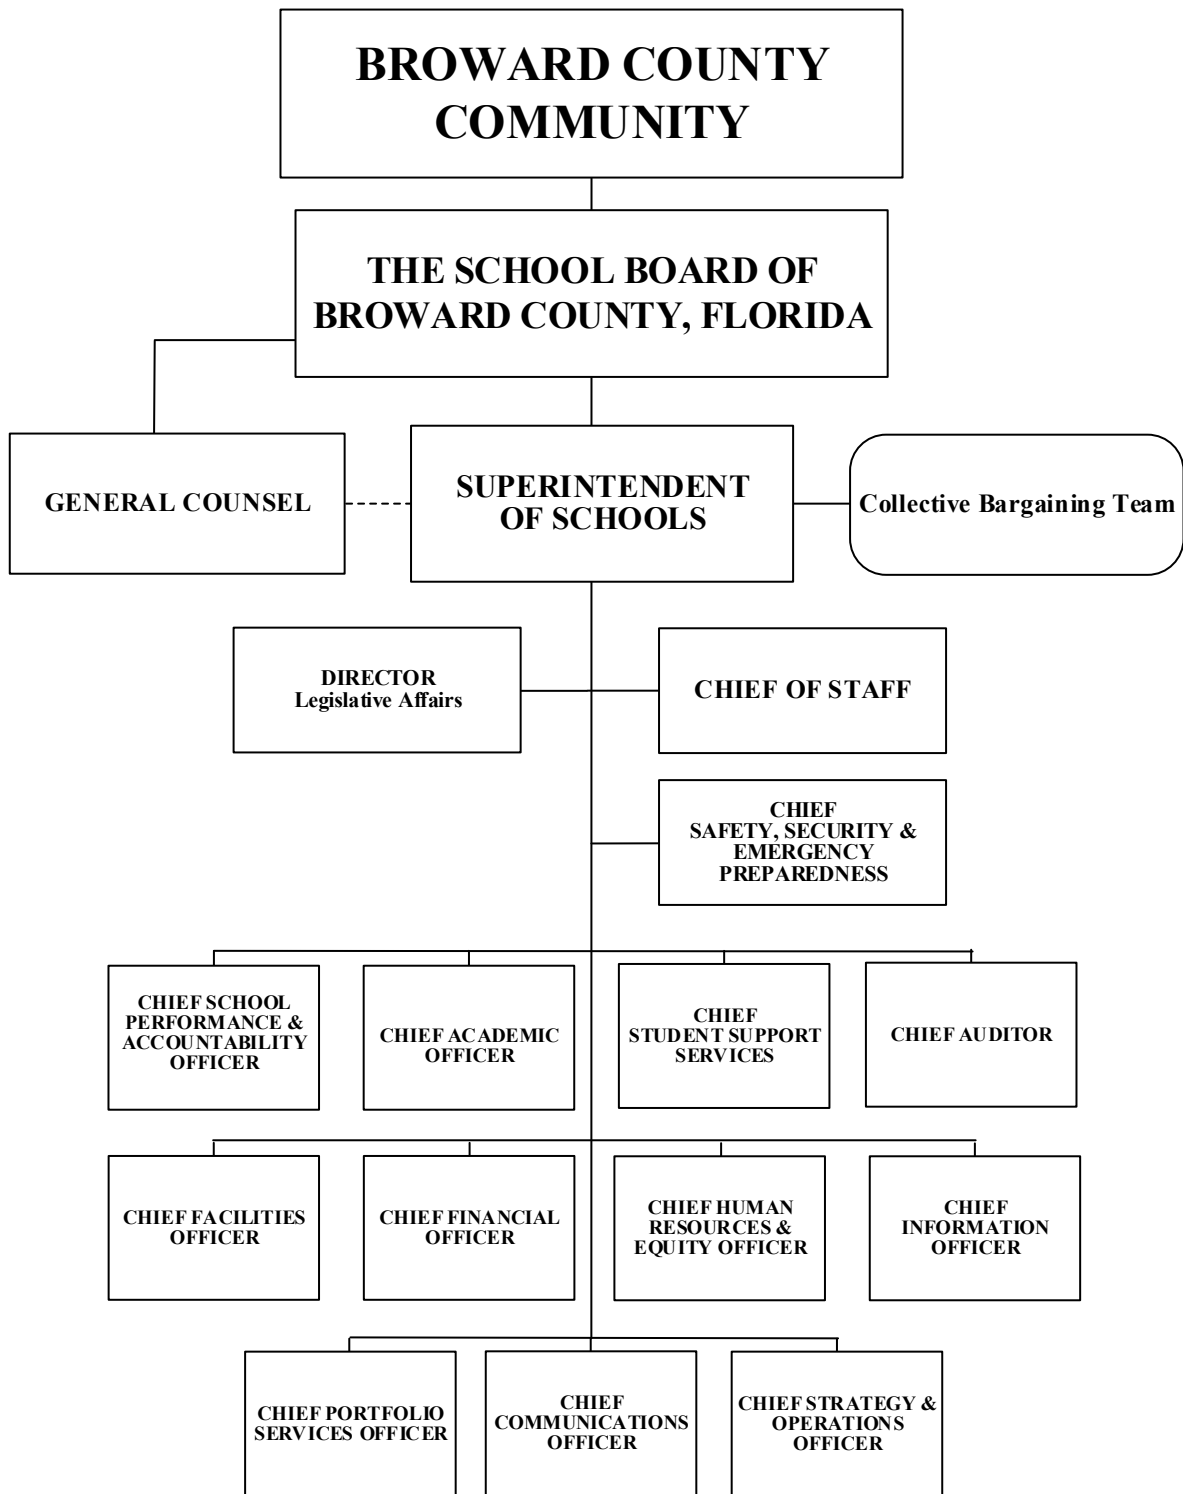 BROWARD COUNTY
COMMUNITY
THE SCHOOL BOARD OF
BROWARD COUNTY, FLORIDA
GENERAL COUNSEL
SUPERINTENDENT
OF SCHOOLS
Collective Bargaining Team
DIRECTOR
Legislative Affairs
CHIEF OF STAFF
CHIEF
SAFETY, SECURITY &
EMERGENCY
PREPAREDNESS
CHIEF SCHOOL
PERFORMANCE &
ACCOUNTABILITY
OFFICER
CHIEF ACADEMIC
OFFICER
CHIEF
STUDENT SUPPORT
SERVICES
CHIEF AUDITOR
CHIEF FACILITIES
OFFICER
CHIEF FINANCIAL
OFFICER
CHIEF HUMAN
RESOURCES &
EQUITY OFFICER
CHIEF
INFORMATION
OFFICER
CHIEF PORTFOLIO
SERVICES OFFICER
CHIEF
COMMUNICATIONS
OFFICER
CHIEF STRATEGY &
OPERATIONS
OFFICER